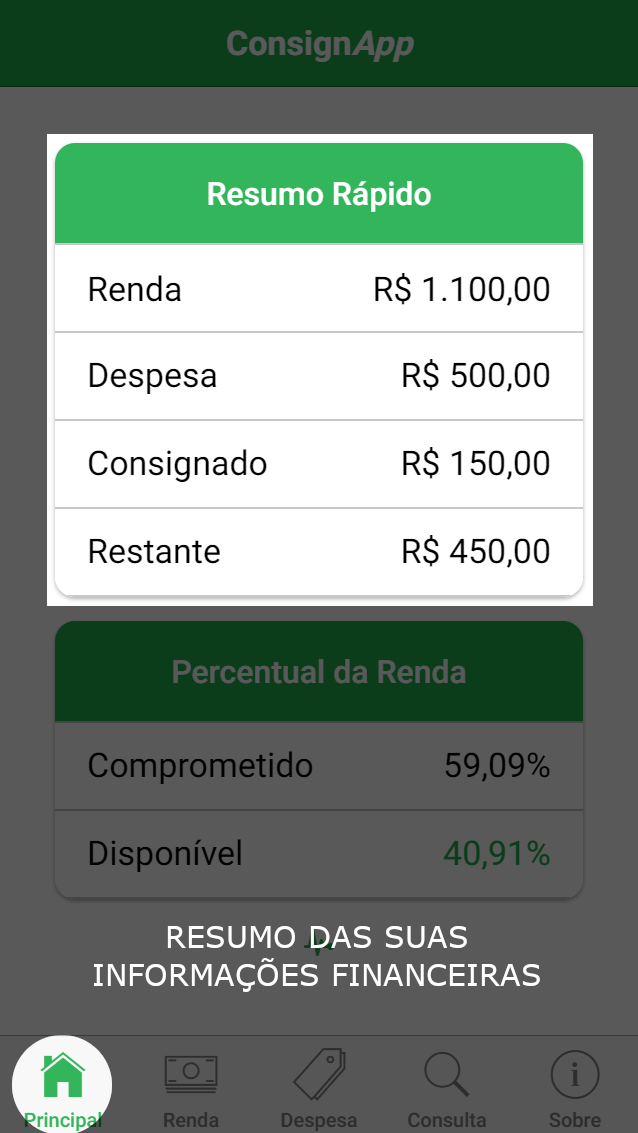 ConsignApp
Resumo Rápido
Renda R$ 1.100,00
Despesa R$ 500,00
Consignado R$ 150,00
Restante R$ 450,00
Percentual da Renda
Comprometido 59,09%
Disponível 40,91%
RESUMO DAS SUAS
INFORMAÇÕES FINANCEIRAS
Principal Renda Despesa Consulta Sobre